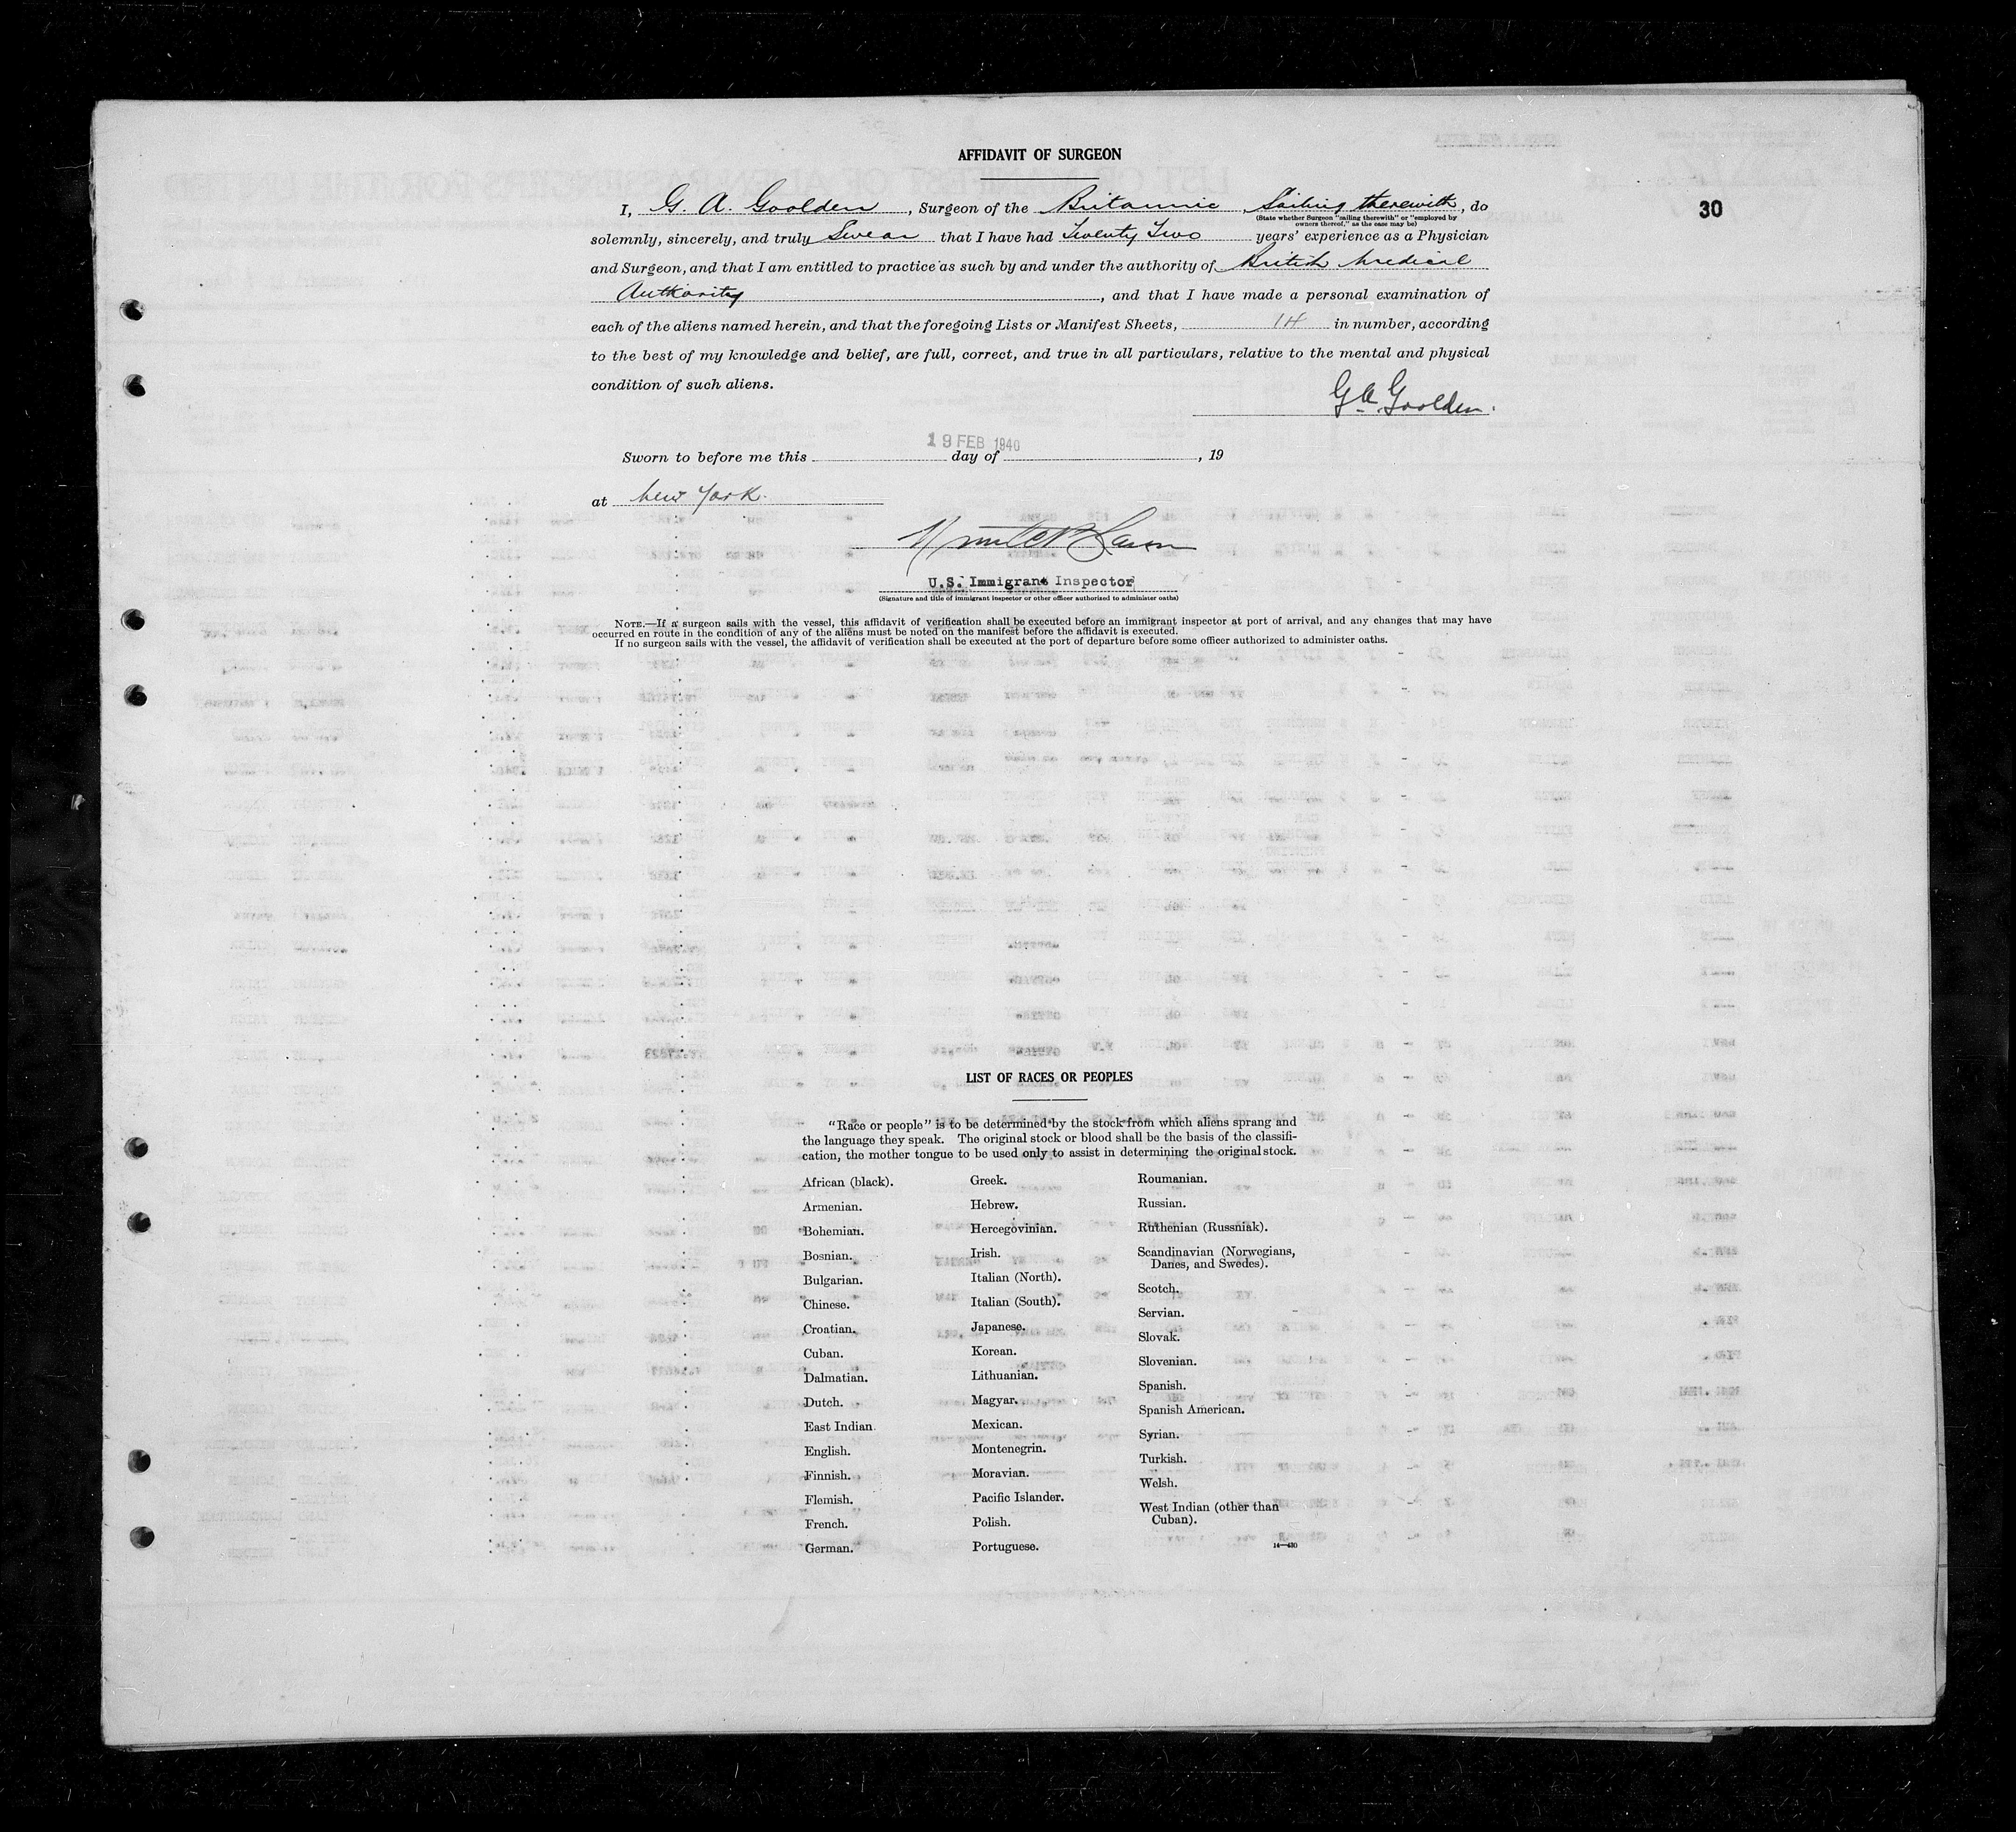 AFFIDAVIT OF SURGEON
30
I, G. A. Goolden, Surgeon of the Britannic, Sailing therewith, do
(State whether Surgeon "sailing therewith" or "employed by
owners thereof," as the case may be)
solemnly, sincerely, and truly Swear that I have had Twenty Two years' experience as a Physician
and Surgeon, and that I am entitled to practice as such by and under the authority of British Medical
Authority, and that I have made a personal examination of
each of the aliens named herein, and that the foregoing Lists or Manifest Sheets, 14 in number, according
to the best of my knowledge and belief, are full, correct, and true in all particulars, relative to the mental and physical
condition of such aliens.
G A Goolden.
19 FEB 1940
Sworn to before me this day of , 19
at New York.
U.S. Immigrant Inspector
(Signature and title of immigrant inspector or other officer authorized to administer oaths)
NOTE.—If a surgeon sails with the vessel, this affidavit of verification shall be executed before an immigrant inspector at port of arrival, and any changes that may have
occurred en route in the condition of any of the aliens must be noted on the manifest before the affidavit is executed.
If no surgeon sails with the vessel, the affidavit of verification shall be executed at the port of departure before some officer authorized to administer oaths.
LIST OF RACES OR PEOPLES
"Race or people" is to be determined by the stock from which aliens sprang and
the language they speak. The original stock or blood shall be the basis of the classifi-
cation, the mother tongue to be used only to assist in determining the original stock.
African (black).
Armenian.
Bohemian.
Bosnian.
Bulgarian.
Chinese.
Croatian.
Cuban.
Dalmatian.
Dutch.
East Indian.
English.
Finnish.
Flemish.
French.
German.
Greek.
Hebrew.
Hercegovinian.
Irish.
Italian (North).
Italian (South).
Japanese.
Korean.
Lithuanian.
Magyar.
Mexican.
Montenegrin.
Moravian.
Pacific Islander.
Polish.
Portuguese.
Roumanian.
Russian.
Ruthenian (Russniak).
Scandinavian (Norwegians,
Danes, and Swedes).
Scotch.
Servian.
Slovak.
Slovenian.
Spanish.
Spanish American.
Syrian.
Turkish.
Welsh.
West Indian (other than
Cuban).
14—430